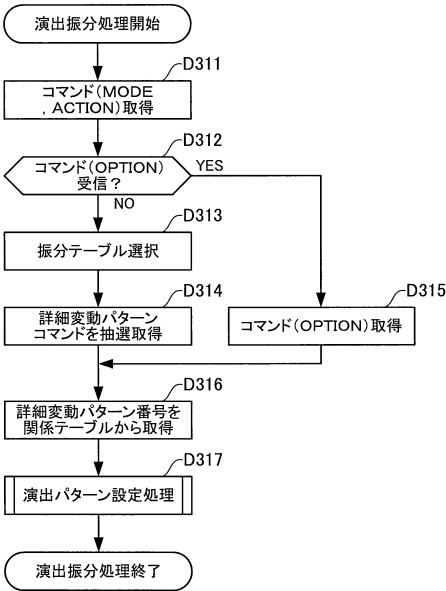 演出振分処理開始
D311
コマンド(MODE
,ACTION)取得
D312
コマンド(OPTION)
受信?
YES
NO
D313
振分テーブル選択
D314
詳細変動パターン
コマンドを抽選取得
D315
コマンド(OPTION)取得
D316
詳細変動パターン番号を
関係テーブルから取得
D317
演出パターン設定処理
演出振分処理終了